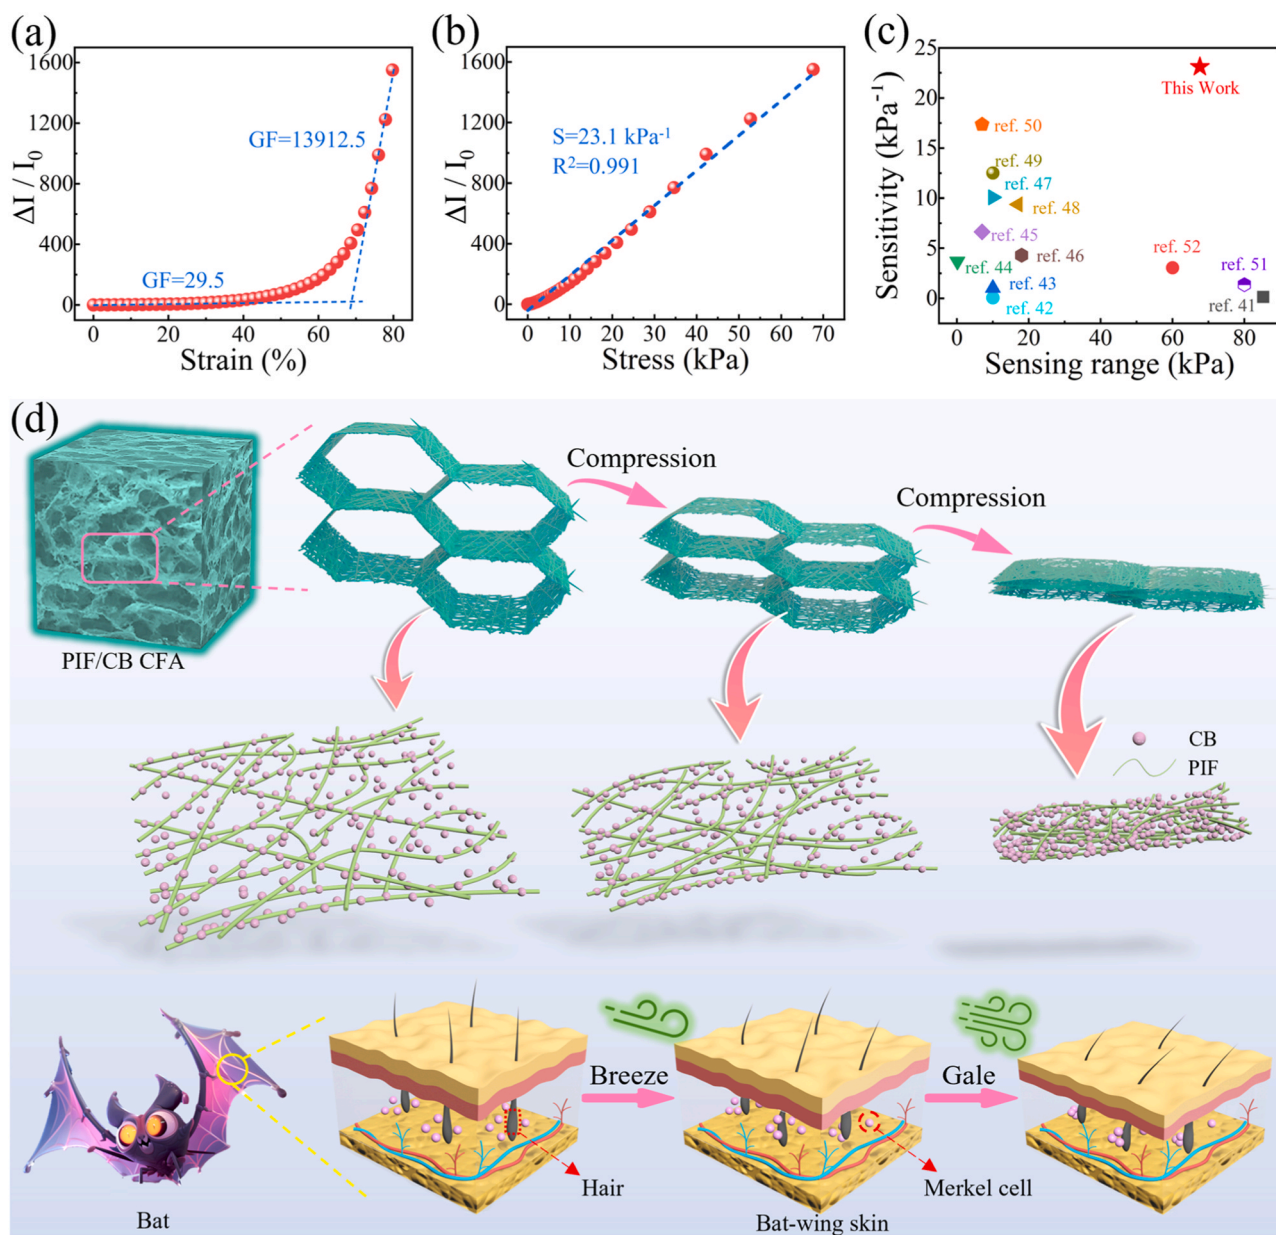 (a)
1600
1200
800
400
0
ΔI / I₀
GF=13912.5
GF=29.5
0 20 40 60 80
Strain (%)
(b)
1600
1200
800
400
0
ΔI / I₀
S=23.1 kPa⁻¹
R²=0.991
0 10 20 30 40 50 60 70
Stress (kPa)
(c)
25
20
15
10
5
0
Sensitivity (kPa⁻¹)
This Work
ref. 50
ref. 49
ref. 47
ref. 48
ref. 45
ref. 46
ref. 44
ref. 52
ref. 43
ref. 51
ref. 42
ref. 41
0 20 40 60 80
Sensing range (kPa)
(d)
Compression
Compression
PIF/CB CFA
CB
PIF
Breeze
Gale
Hair
Merkel cell
Bat
Bat-wing skin